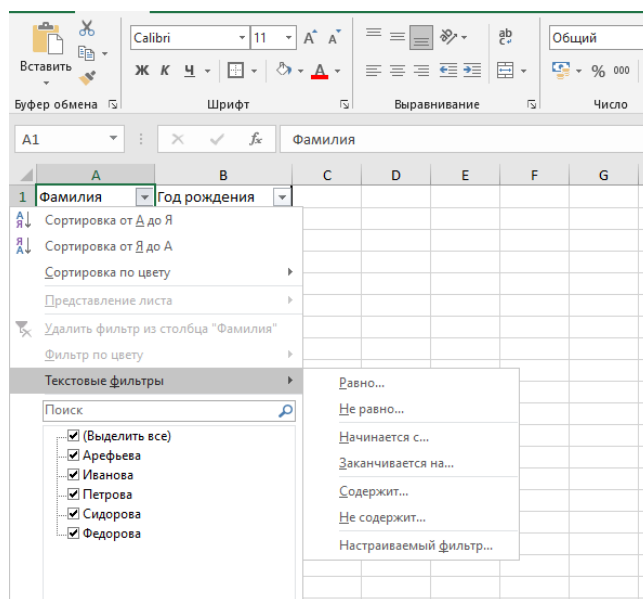 Вставить
Calibri 11 А А
Ж К Ч А
ab
Общий
% 000
Буфер обмена Шрифт Выравнивание Число
A1 fx Фамилия
A B C D E F G
1 Фамилия Год рождения
Сортировка от А до Я
Сортировка от Я до А
Сортировка по цвету
Представление листа
Удалить фильтр из столбца "Фамилия"
Фильтр по цвету
Текстовые фильтры
Поиск
(Выделить все)
Арефьева
Иванова
Петрова
Сидорова
Федорова
Равно...
Не равно...
Начинается с...
Заканчивается на...
Содержит...
Не содержит...
Настраиваемый фильтр...